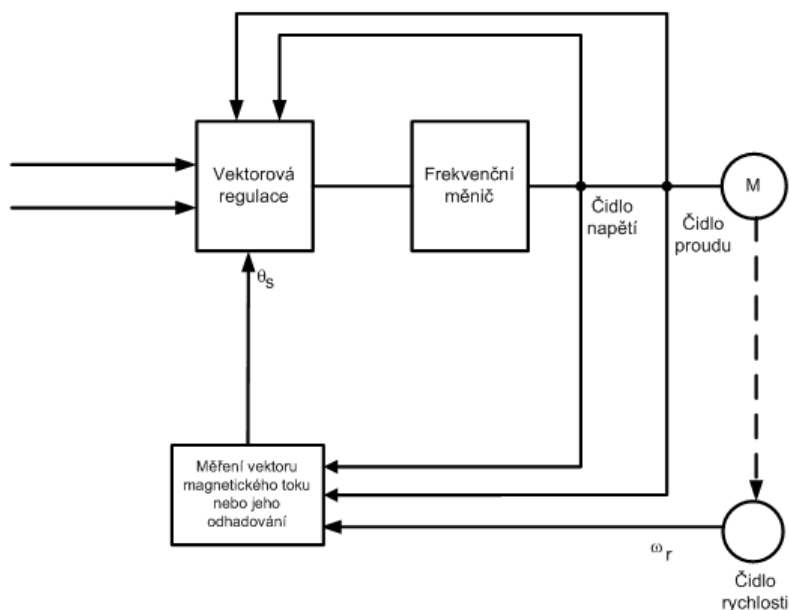 Vektorová
regulace
Frekvenční
měnič
M
Čidlo
napětí
Čidlo
proudu
θs
Měření vektoru
magnetického toku
nebo jeho
odhadování
ωr
Čidlo
rychlosti